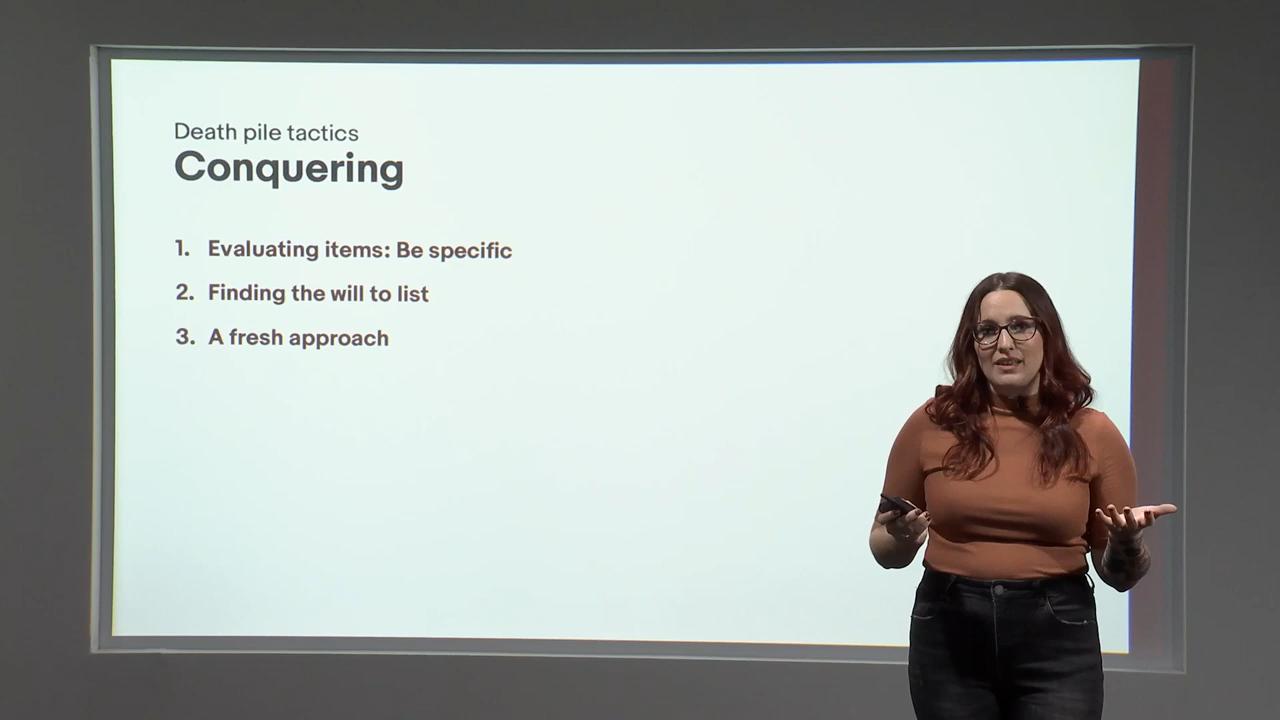 Death pile tactics
Conquering
1. Evaluating items: Be specific
2. Finding the will to list
3. A fresh approach